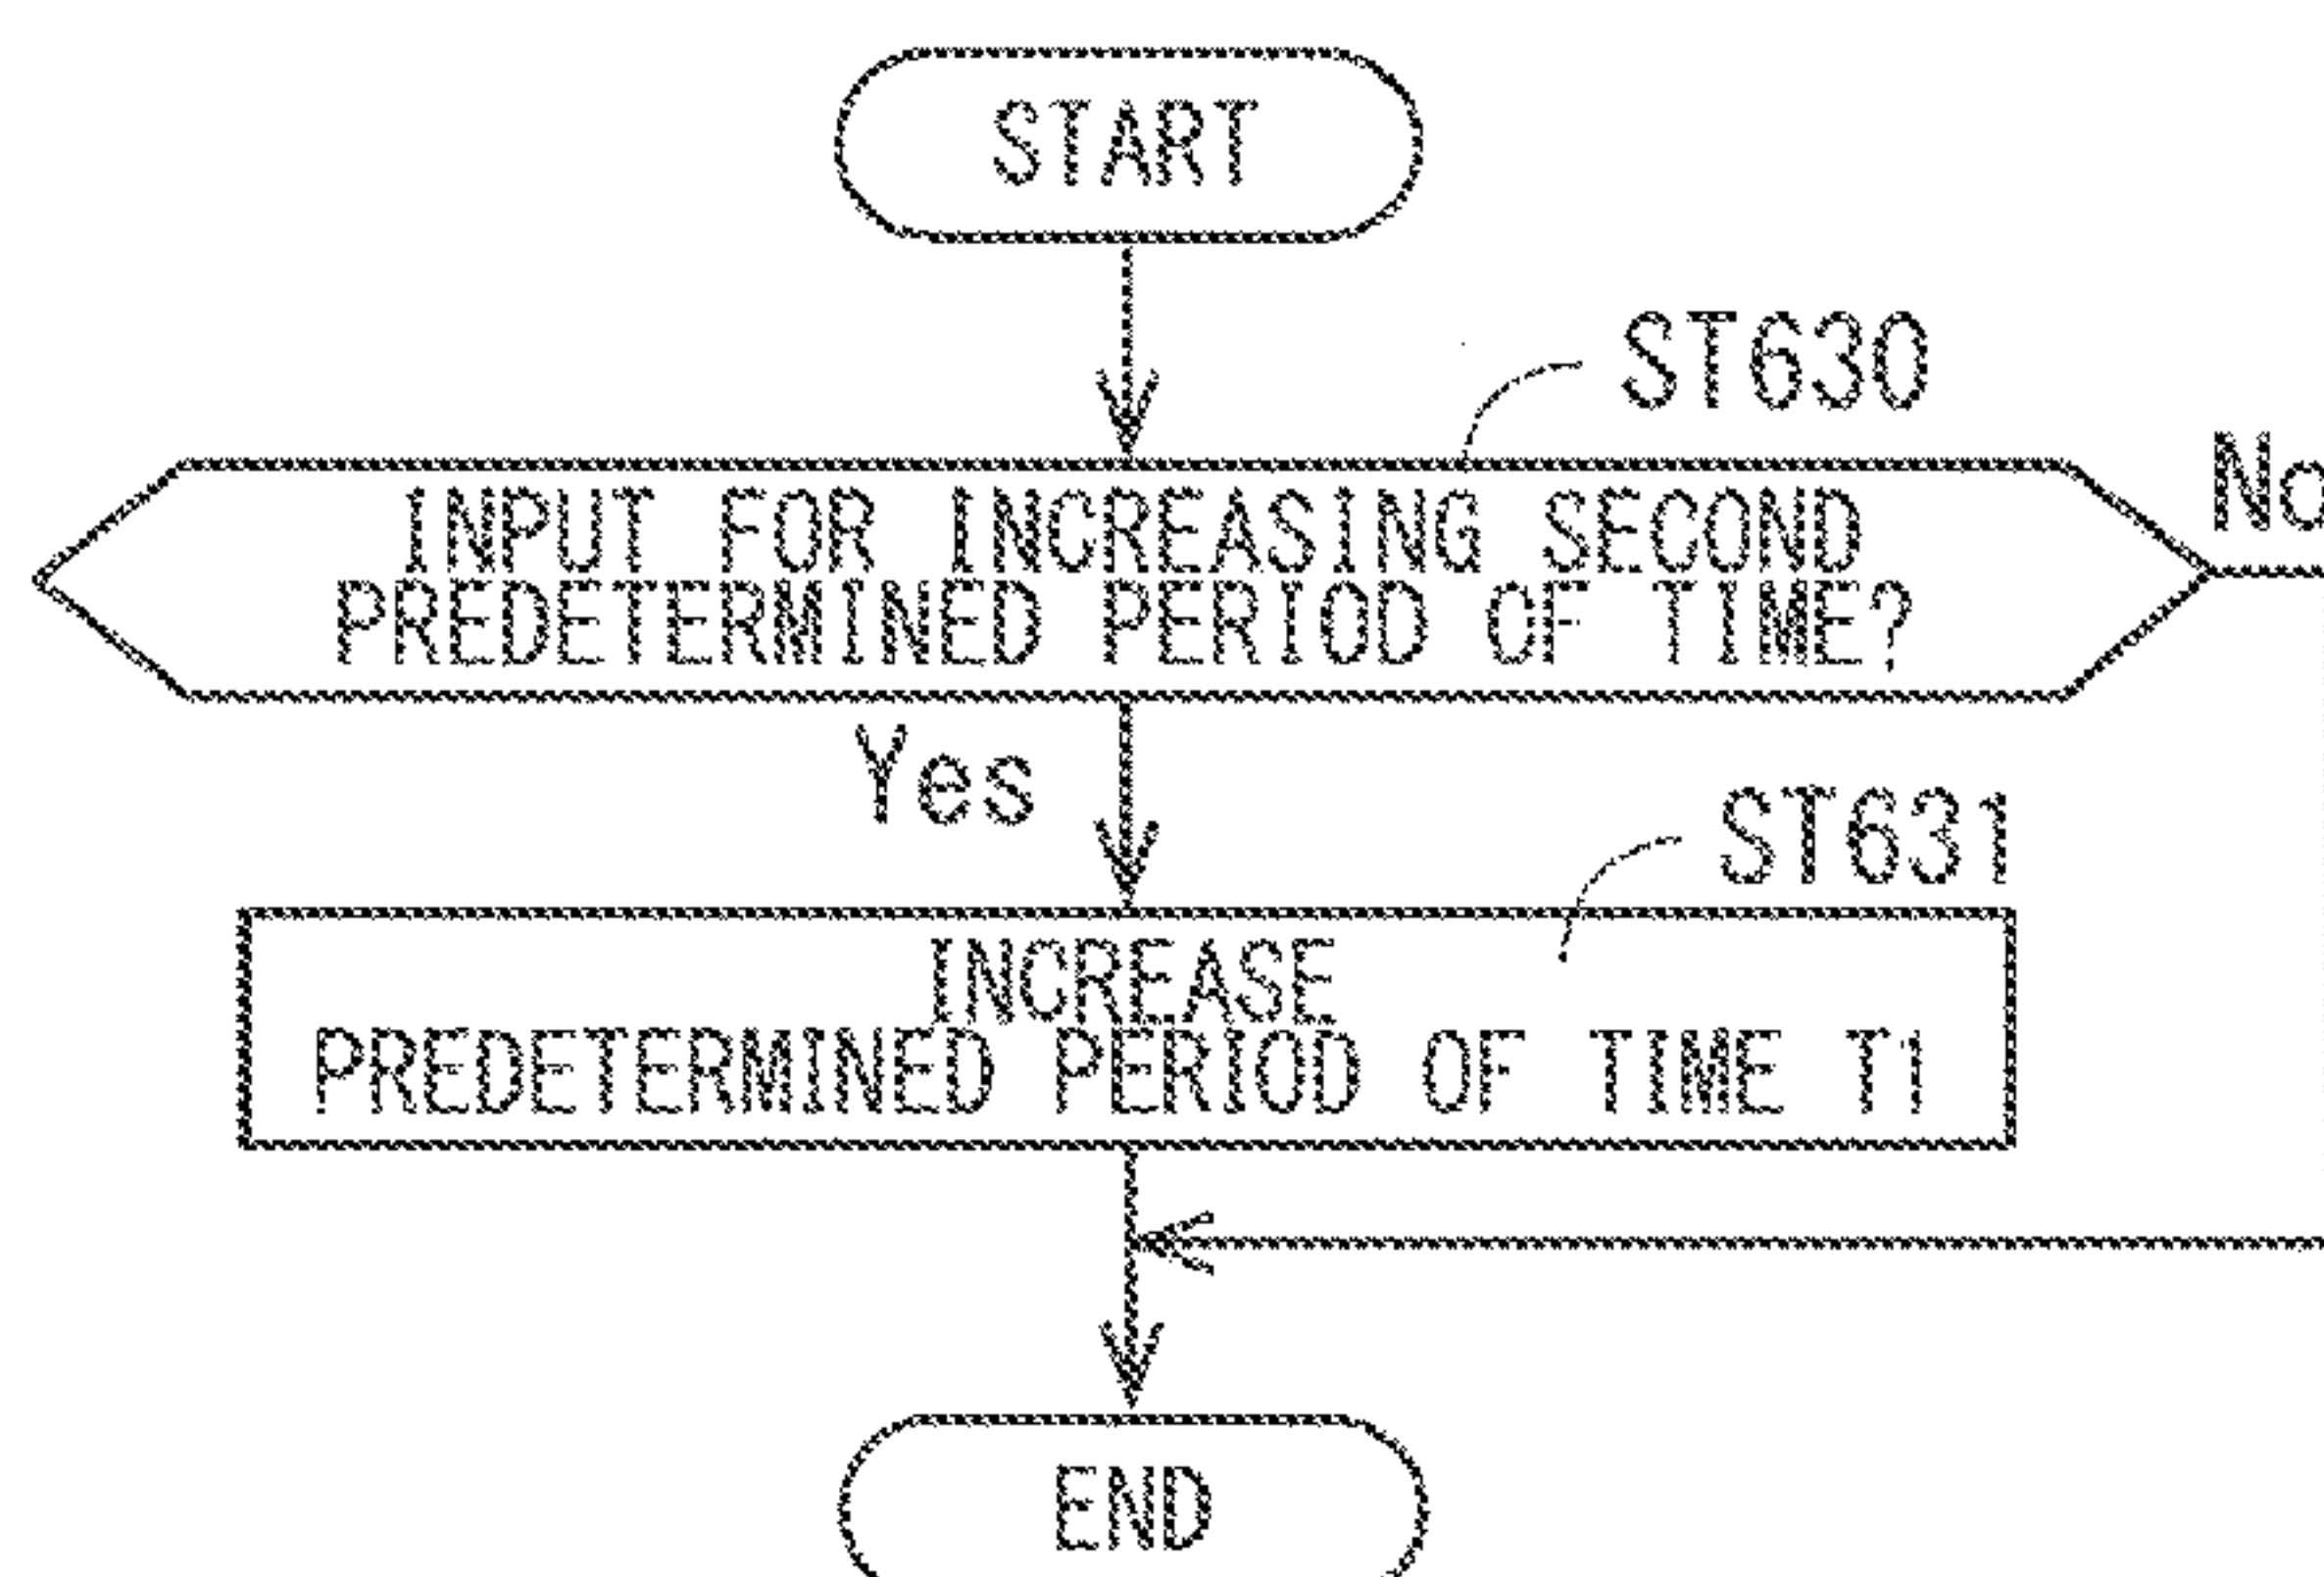 START
ST630
No
INPUT FOR INCREASING SECOND
PREDETERMINED PERIOD OF TIME?
Yes
ST631
INCREASE
PREDETERMINED PERIOD OF TIME T1
END